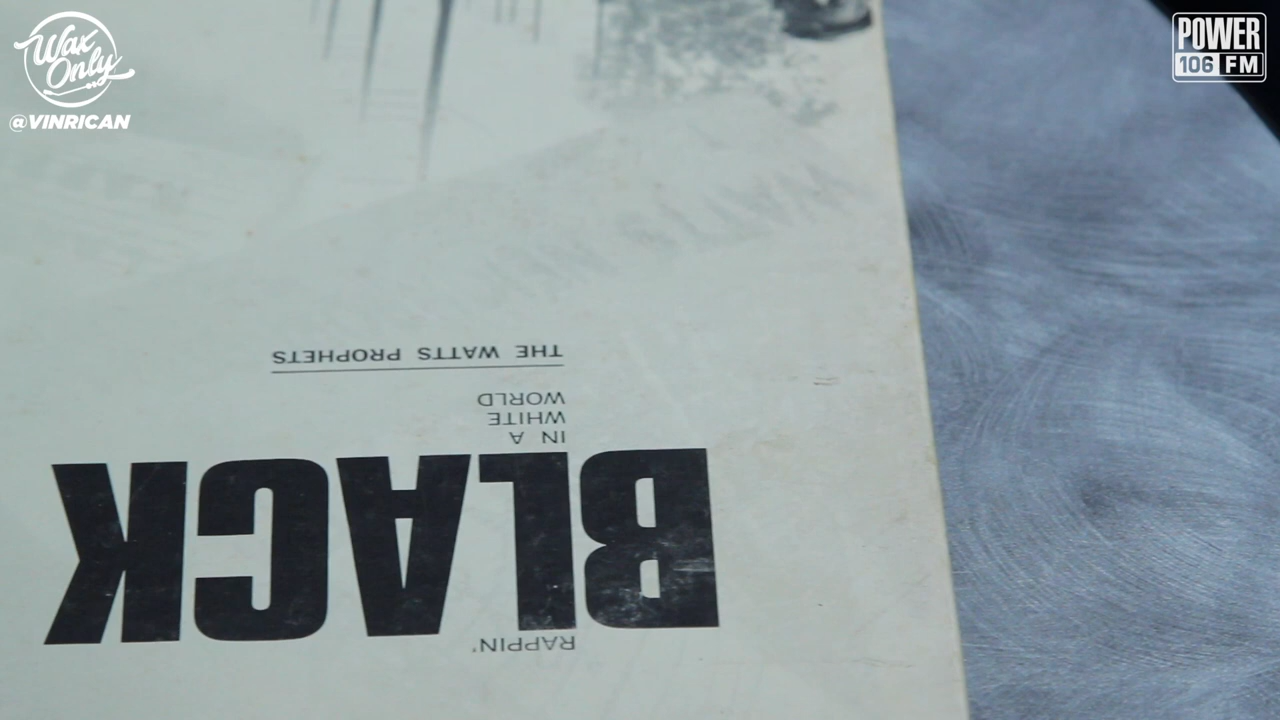 Wax
Only
@VINRICAN
POWER
106 FM
RAPPIN'
BLACK
IN A
WHITE
WORLD
THE WATTS PROPHETS